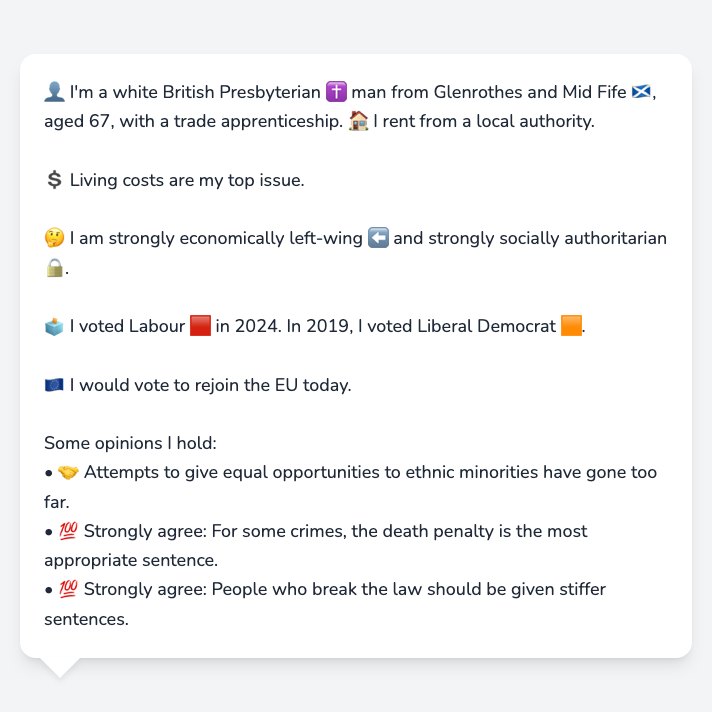 👤 I'm a white British Presbyterian ✝️ man from Glenrothes and Mid Fife 🏴󠁧󠁢󠁳󠁣󠁴󠁿,
aged 67, with a trade apprenticeship. 🏠 I rent from a local authority.
💲 Living costs are my top issue.
🤔 I am strongly economically left-wing ⬅️ and strongly socially authoritarian
🔒.
🗳️ I voted Labour 🟥 in 2024. In 2019, I voted Liberal Democrat 🟧.
🇪🇺 I would vote to rejoin the EU today.
Some opinions I hold:
• 🤝 Attempts to give equal opportunities to ethnic minorities have gone too
far.
• 💯 Strongly agree: For some crimes, the death penalty is the most
appropriate sentence.
• 💯 Strongly agree: People who break the law should be given stiffer
sentences.